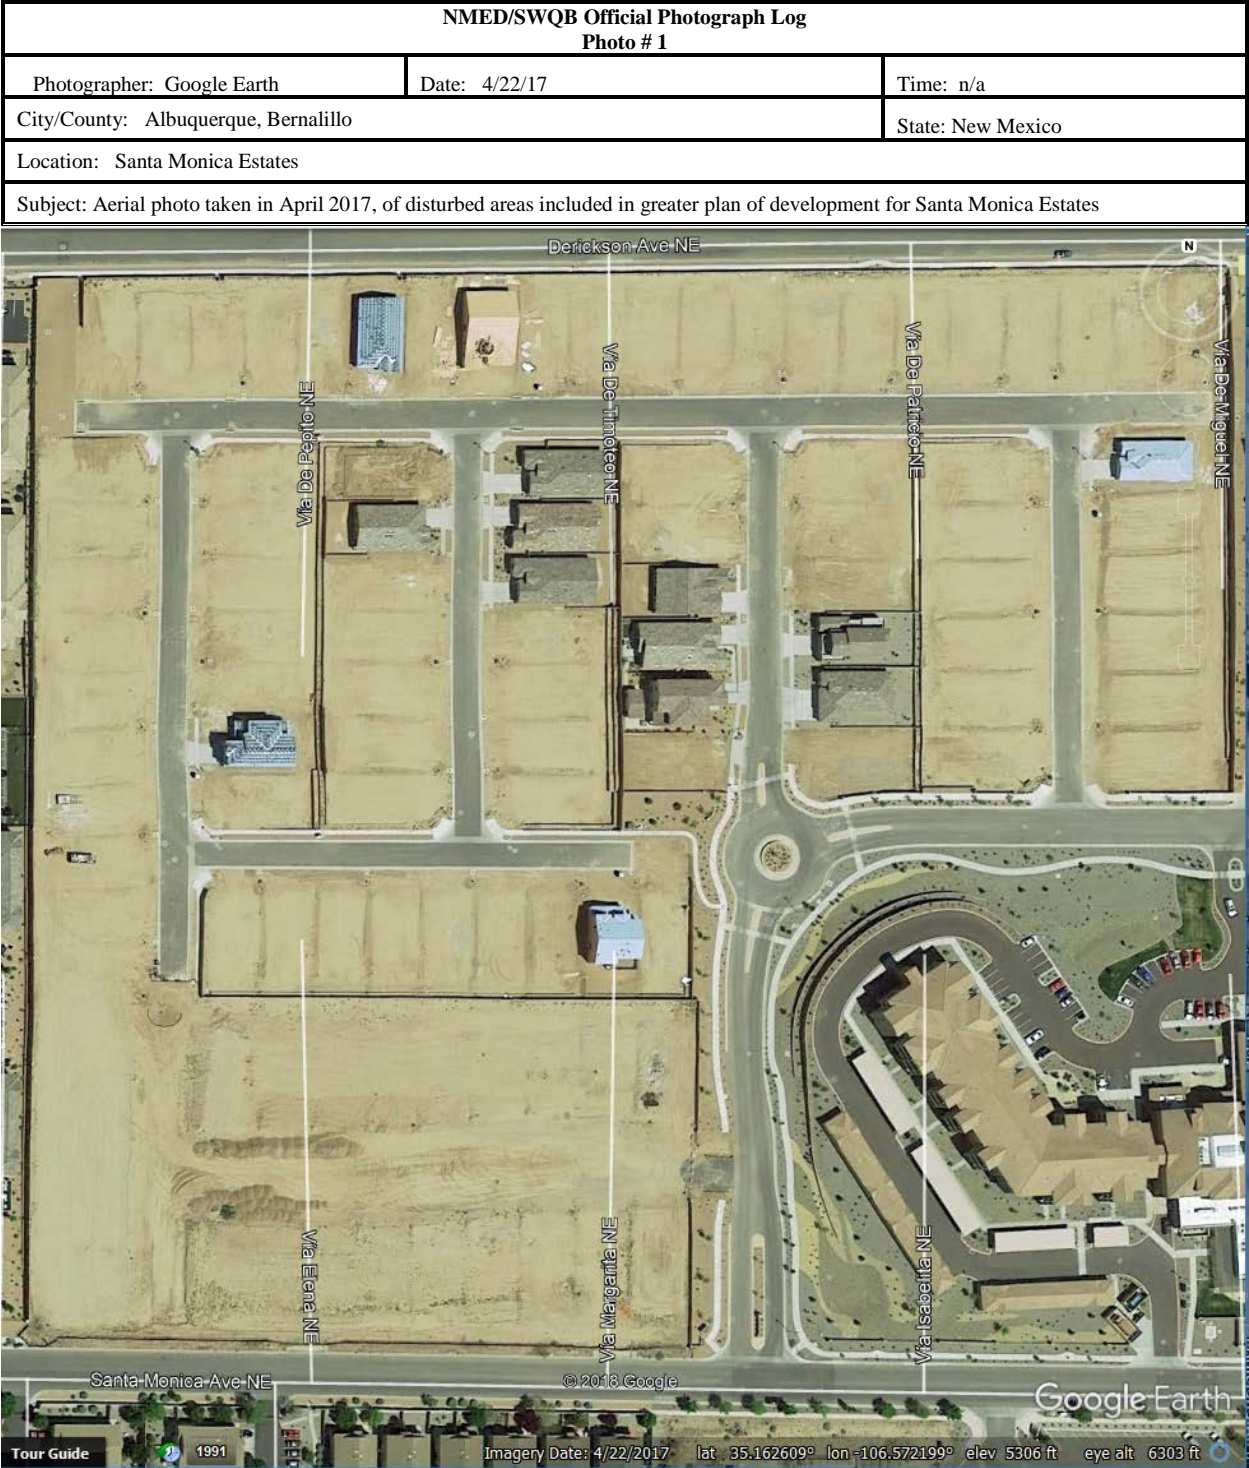 NMED/SWQB Official Photograph Log
Photo # 1
Photographer: Google Earth
Date: 4/22/17
Time: n/a
City/County: Albuquerque, Bernalillo
State: New Mexico
Location: Santa Monica Estates
Subject: Aerial photo taken in April 2017, of disturbed areas included in greater plan of development for Santa Monica Estates
Derickson Ave NE
N
Via De Pepito NE
Via De Timoteo NE
Via De Patricio NE
Via De Miguel NE
Via Elena NE
Via Margarita NE
Via Isabelita NE
Santa Monica Ave NE
© 2018 Google
Google Earth
Tour Guide
1991
Imagery Date: 4/22/2017 lat 35.162609° lon -106.572199° elev 5306 ft eye alt 6303 ft